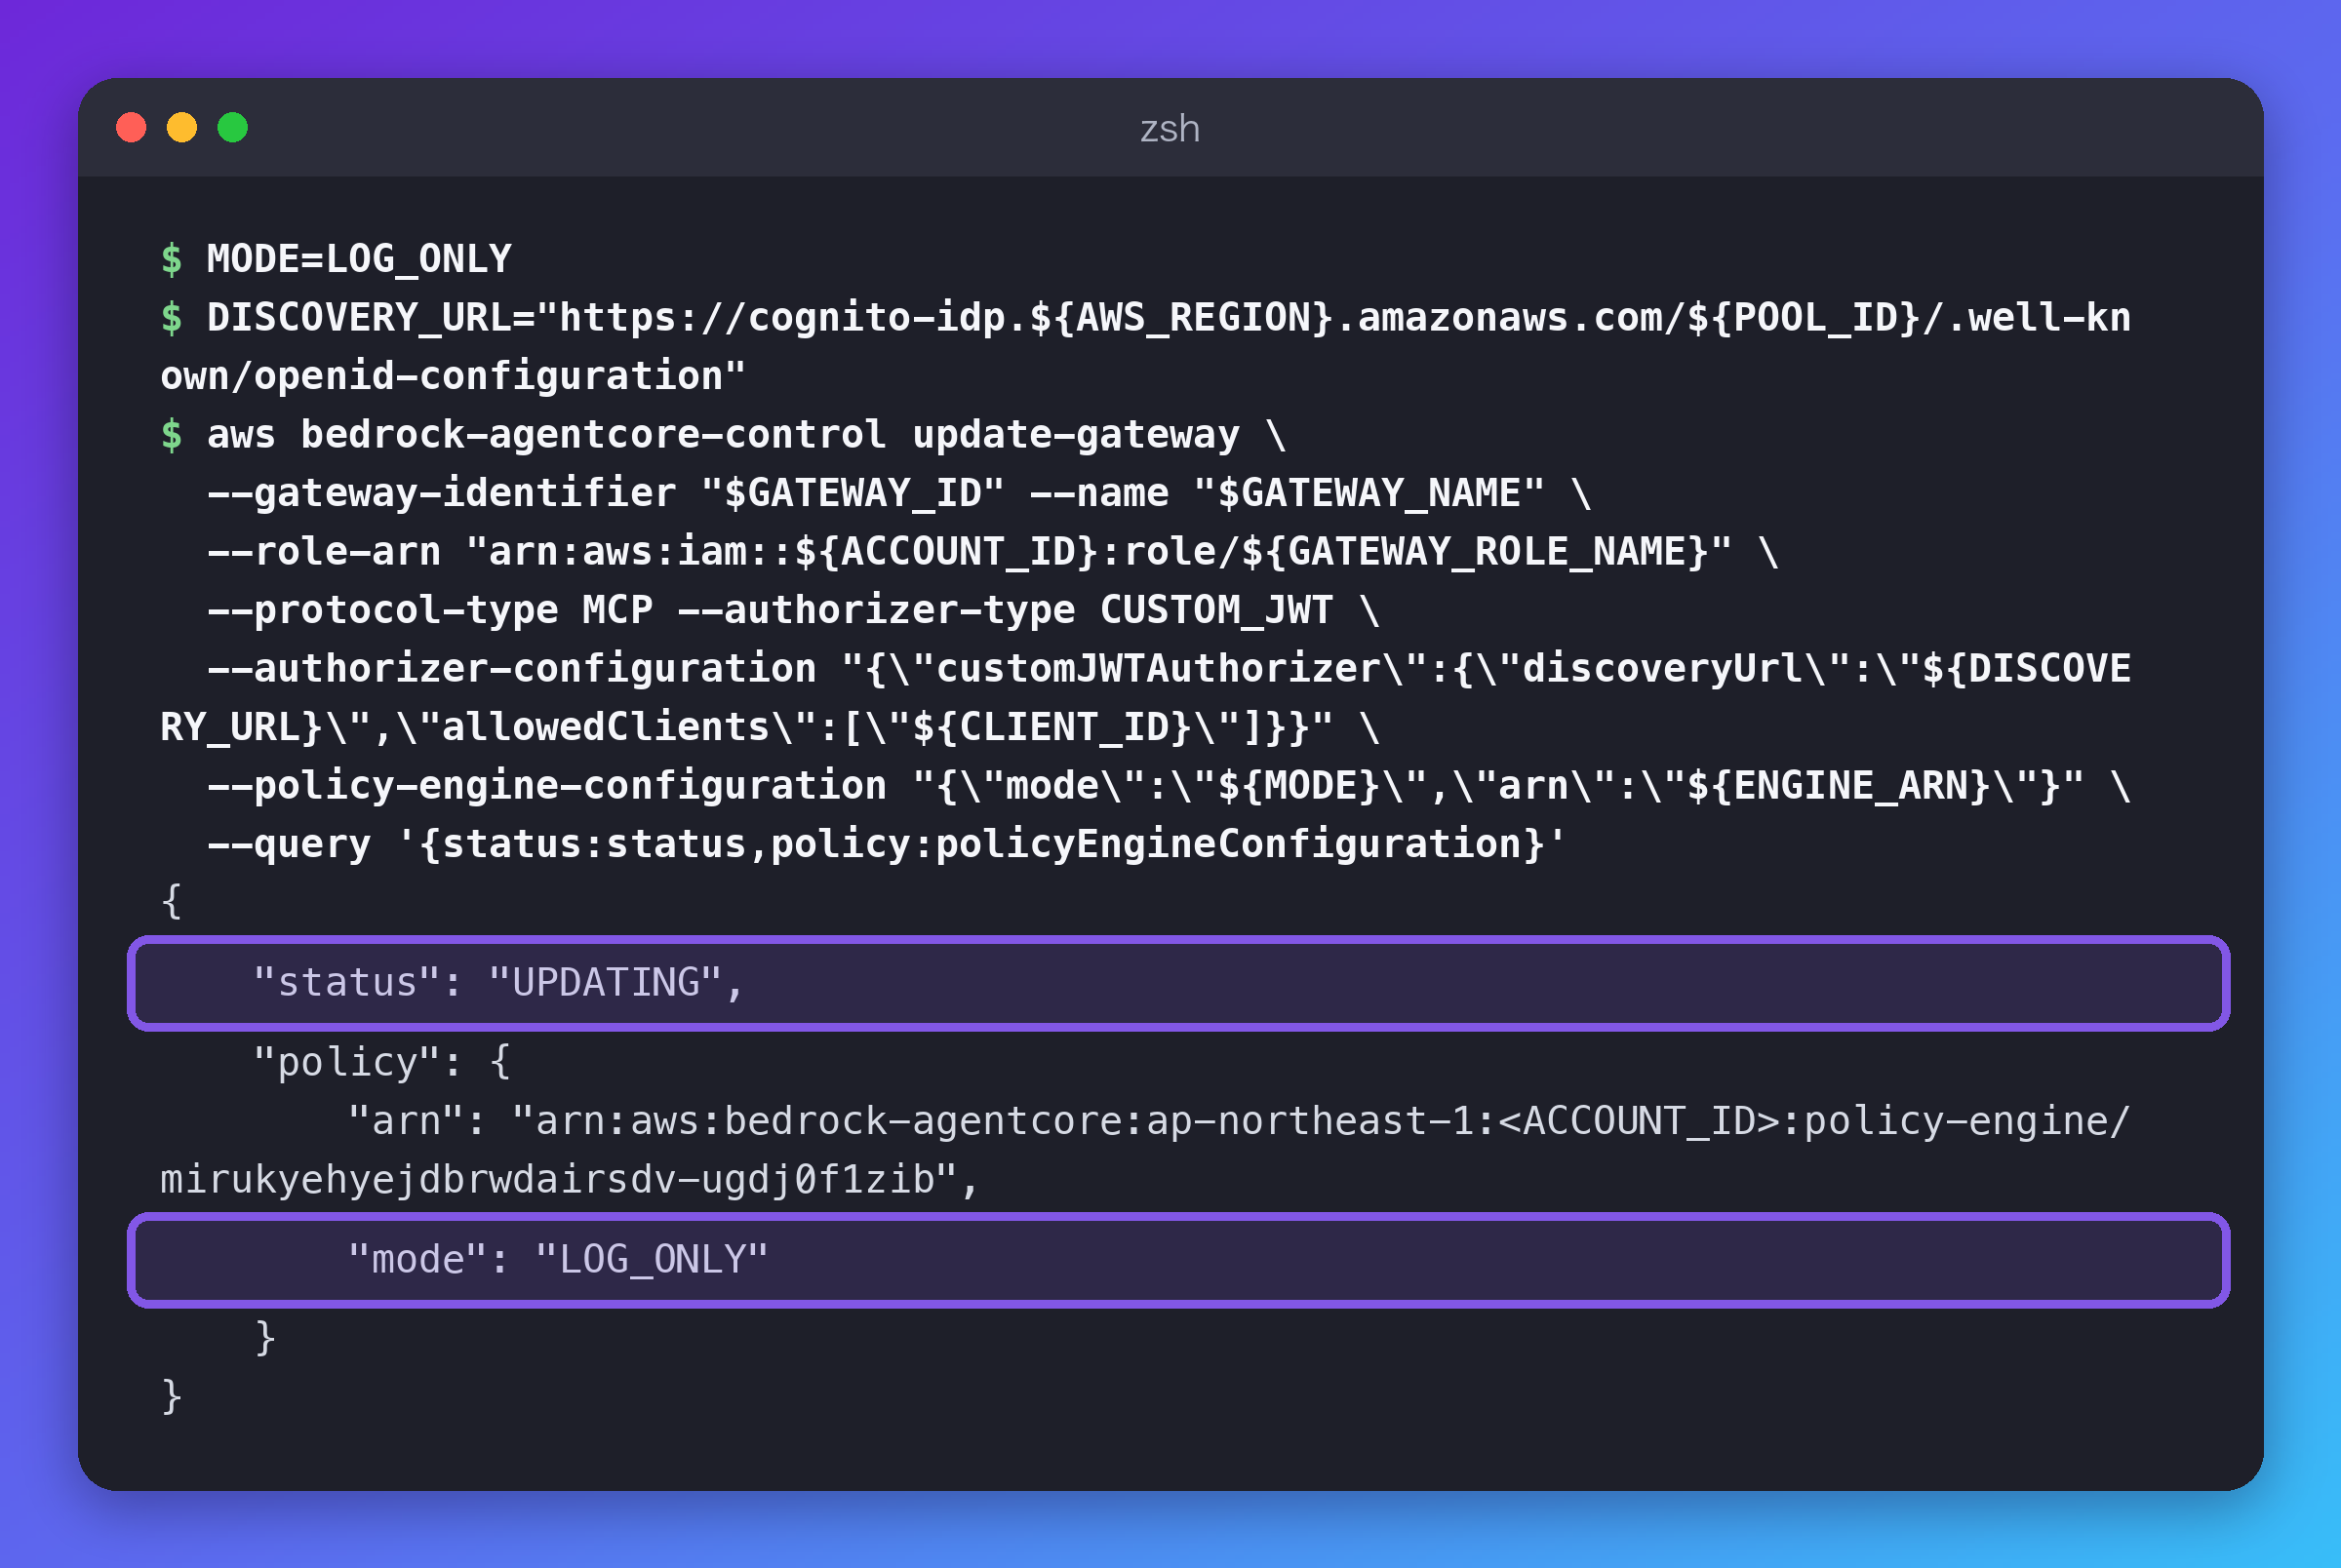 zsh
$ MODE=LOG_ONLY
$ DISCOVERY_URL="https://cognito-idp.${AWS_REGION}.amazonaws.com/${POOL_ID}/.well-kn
own/openid-configuration"
$ aws bedrock-agentcore-control update-gateway \
  --gateway-identifier "$GATEWAY_ID" --name "$GATEWAY_NAME" \
  --role-arn "arn:aws:iam::${ACCOUNT_ID}:role/${GATEWAY_ROLE_NAME}" \
  --protocol-type MCP --authorizer-type CUSTOM_JWT \
  --authorizer-configuration "{\"customJWTAuthorizer\":{\"discoveryUrl\":\"${DISCOVE
RY_URL}\",\"allowedClients\":[\"${CLIENT_ID}\"]}}" \
  --policy-engine-configuration "{\"mode\":\"${MODE}\",\"arn\":\"${ENGINE_ARN}\"}" \
  --query '{status:status,policy:policyEngineConfiguration}'
{
    "status": "UPDATING",
    "policy": {
        "arn": "arn:aws:bedrock-agentcore:ap-northeast-1:<ACCOUNT_ID>:policy-engine/
mirukyehyejdbrwdairsdv-ugdj0f1zib",
        "mode": "LOG_ONLY"
    }
}